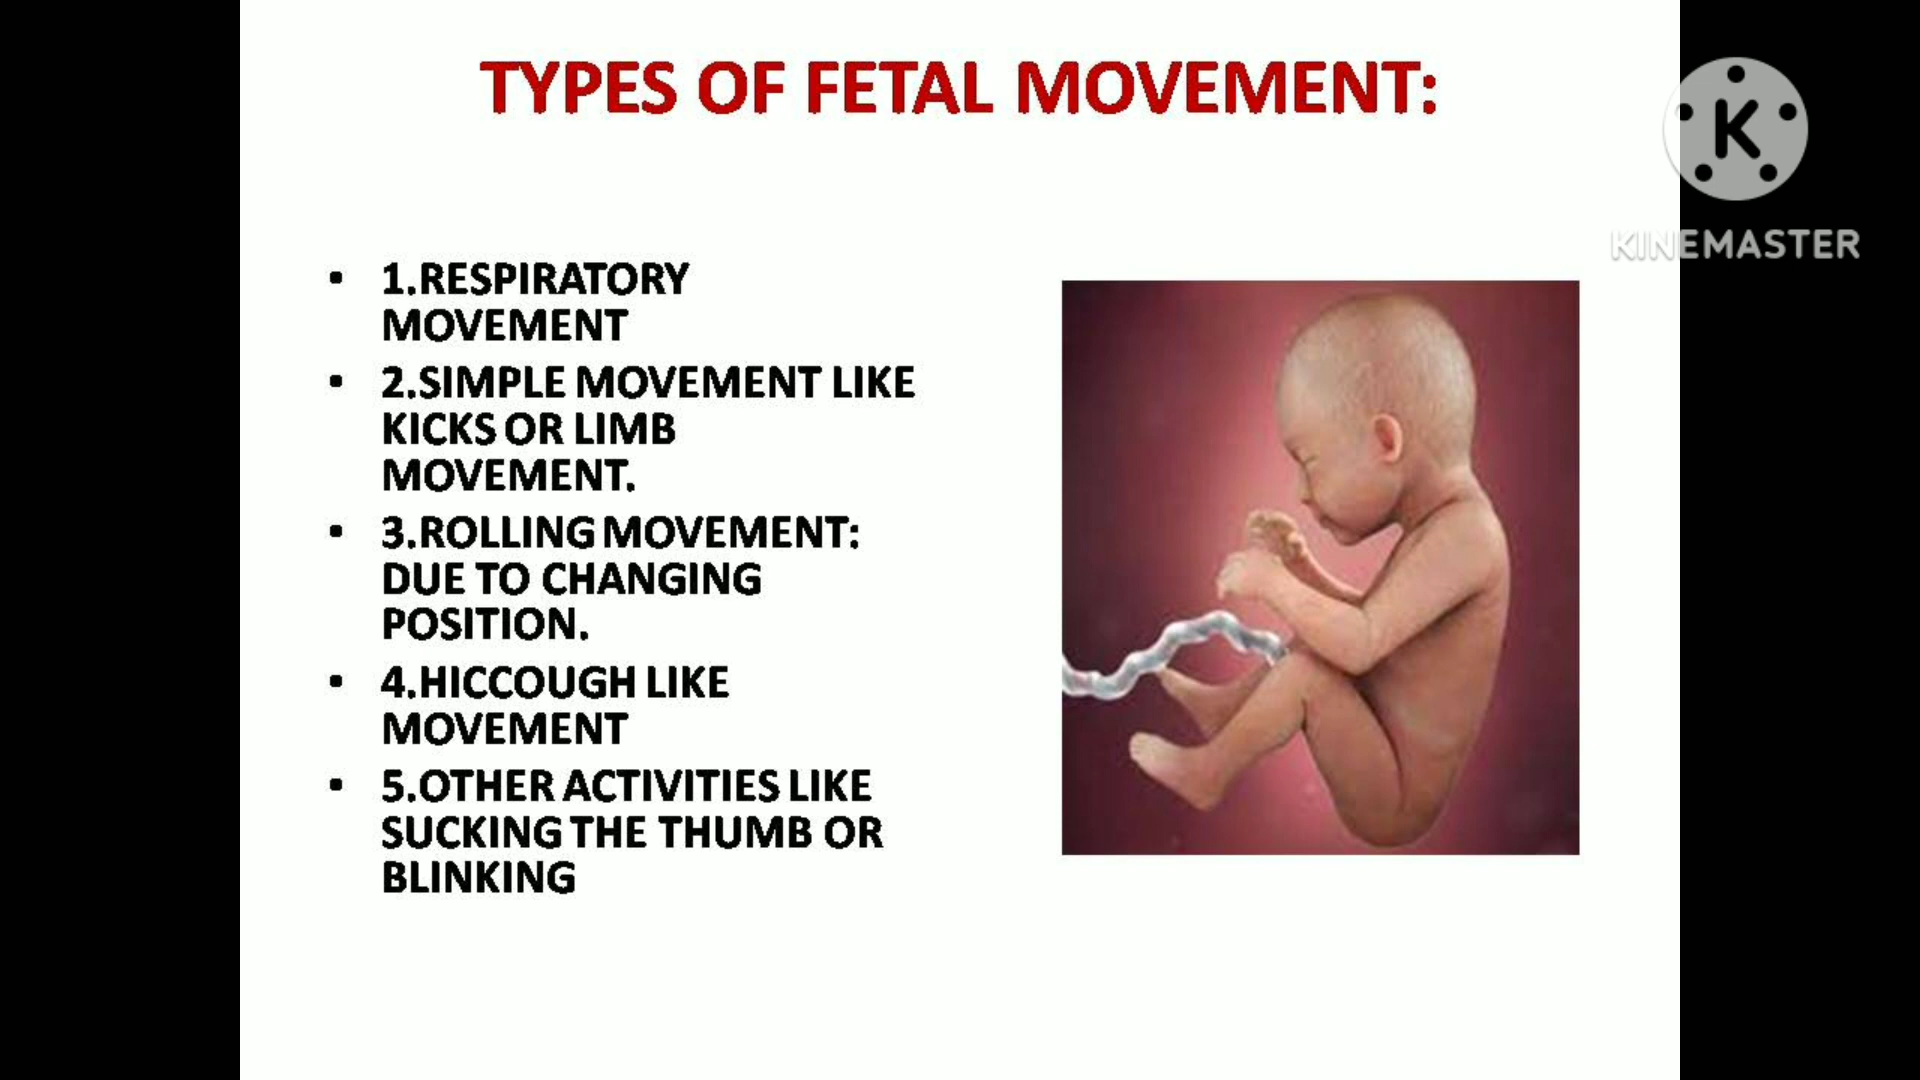 TYPES OF FETAL MOVEMENT:
K
KINEMASTER
• 1.RESPIRATORY
MOVEMENT
• 2.SIMPLE MOVEMENT LIKE
KICKS OR LIMB
MOVEMENT.
• 3.ROLLING MOVEMENT:
DUE TO CHANGING
POSITION.
• 4.HICCOUGH LIKE
MOVEMENT
• 5.OTHER ACTIVITIES LIKE
SUCKING THE THUMB OR
BLINKING